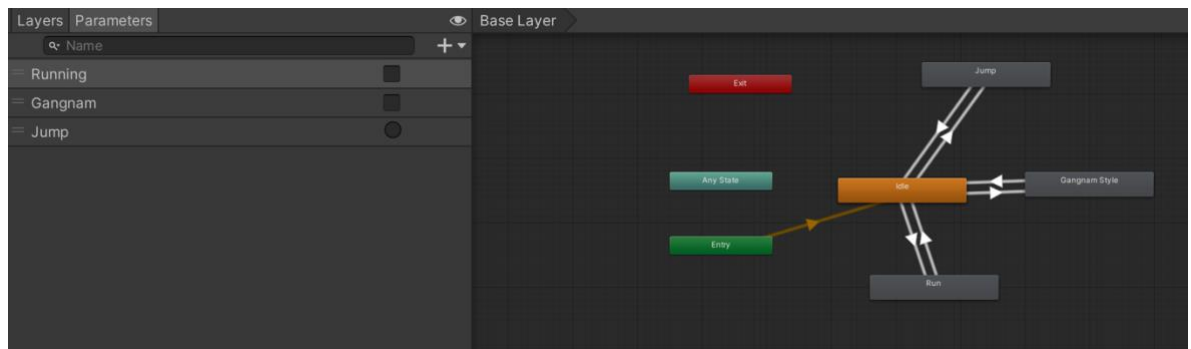 Layers Parameters
Name
Running
Gangnam
Jump
Base Layer
Exit
Jump
Any State
Idle
Gangnam Style
Entry
Run